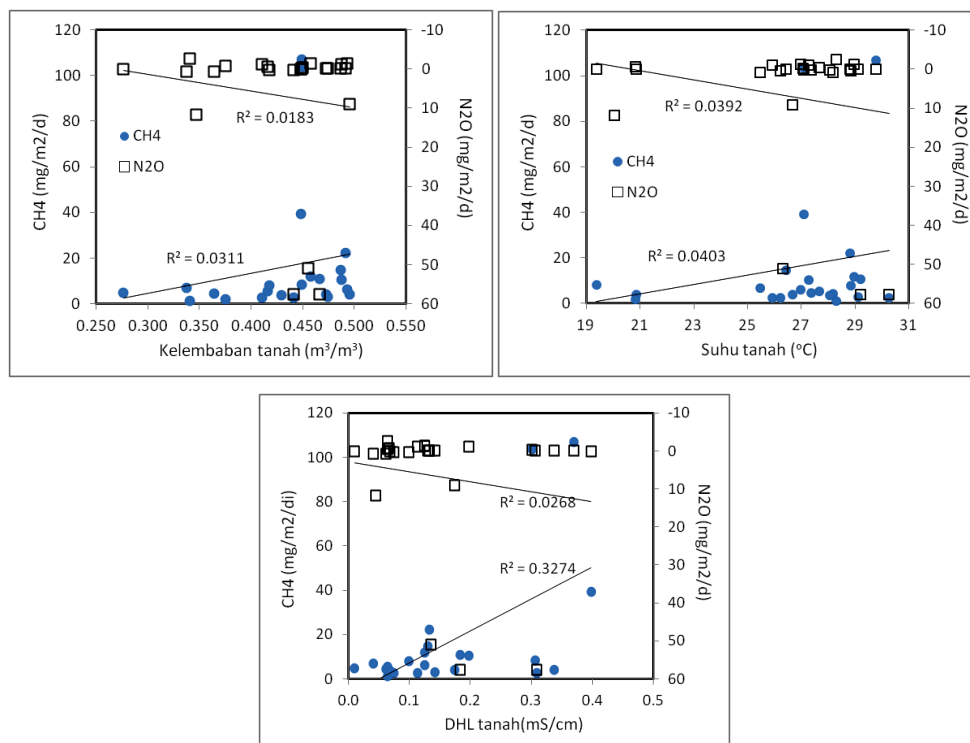 120
100
80
60
40
20
0
CH4 (mg/m2/d)
-10
0
10
20
30
40
50
60
N2O (mg/m2/d)
R² = 0.0183
CH4
N2O
R² = 0.0311
0.250 0.300 0.350 0.400 0.450 0.500 0.550
Kelembaban tanah (m³/m³)
120
100
80
60
40
20
0
CH4 (mg/m2/d)
-10
0
10
20
30
40
50
60
N2O (mg/m2/d)
R² = 0.0392
CH4
N2O
R² = 0.0403
19 21 23 25 27 29 31
Suhu tanah (°C)
120
100
80
60
40
20
0
CH4 (mg/m2/di)
-10
0
10
20
30
40
50
60
N2O (mg/m2/d)
R² = 0.0268
R² = 0.3274
0.0 0.1 0.2 0.3 0.4 0.5
DHL tanah(mS/cm)